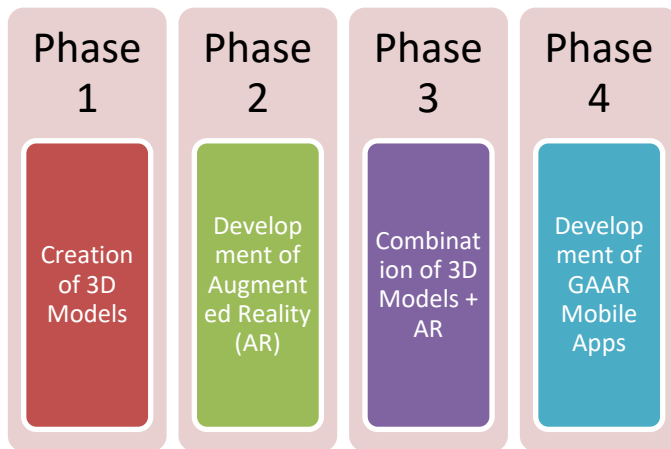 Phase
1
Creation
of 3D
Models
Phase
2
Develop
ment of
Augment
ed Reality
(AR)
Phase
3
Combinat
ion of 3D
Models +
AR
Phase
4
Develop
ment of
GAAR
Mobile
Apps